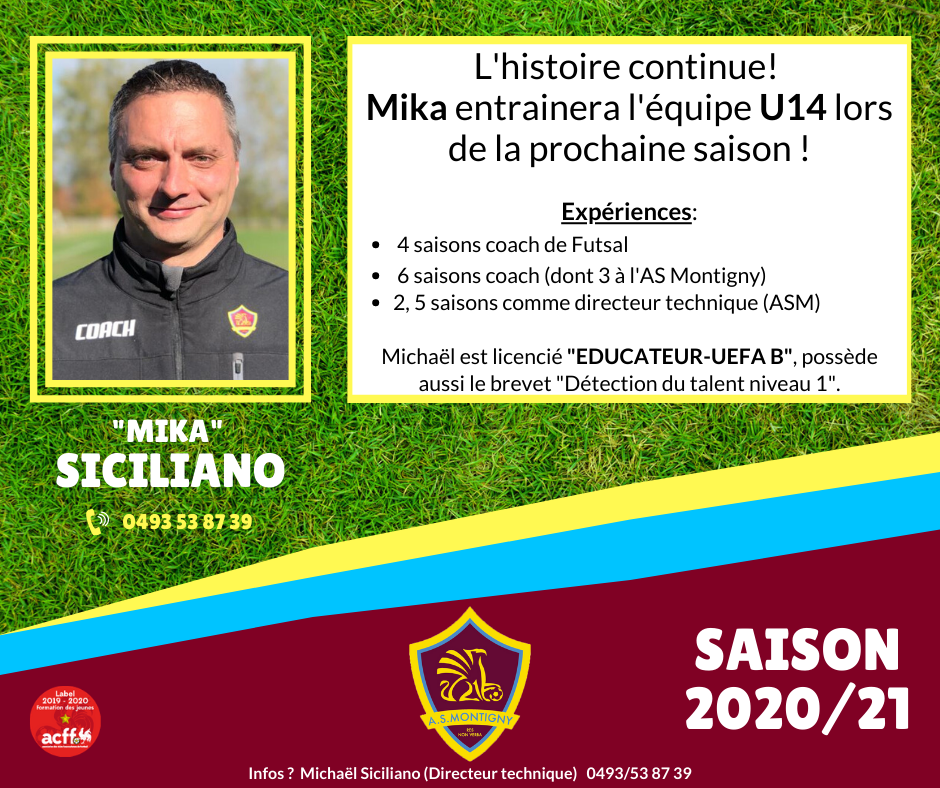 L'histoire continue!
Mika entrainera l'équipe U14 lors
de la prochaine saison !
Expériences:
• 4 saisons coach de Futsal
• 6 saisons coach (dont 3 à l'AS Montigny)
• 2, 5 saisons comme directeur technique (ASM)
Michaël est licencié "EDUCATEUR-UEFA B", possède
aussi le brevet "Détection du talent niveau 1".
COACH
"MIKA"
SICILIANO
0493 53 87 39
SAISON
2020/21
A.S.MONTIGNY
RES
NON VERBA
Label
2019 - 2020
Formation des jeunes
acff
Infos ? Michaël Siciliano (Directeur technique) 0493/53 87 39